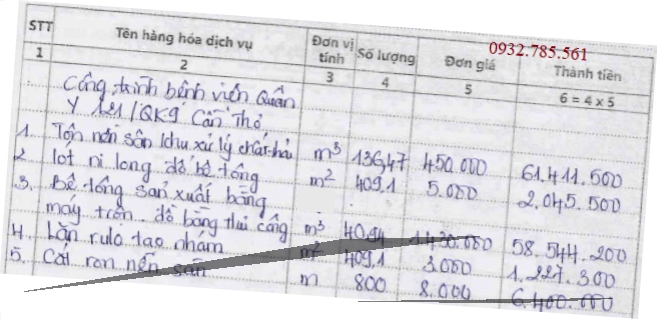 0932.785.561
STT Tên hàng hóa dịch vụ Đơn vị tính Số lượng Đơn giá Thành tiền
1 2 3 4 5 6 = 4 x 5
Công trình bệnh viện Quân
Y 121/QK9 Cần Thơ
1. Tôn nền sân khu xử lý chất thải m³ 136,47 450.000 61.411.500
2 lót ni long đổ bê tông m² 409,1 5.000 2.045.500
3. Bê tông sản xuất bằng
máy trộn. đổ bằng thủ công m³ 40,94 1.430.000 58.544.200
4. Lăn rulo tạo nhám m² 409,1 3.000 1.227.300
5. Cắt ron nền sân m 800 8.000 6.400.000